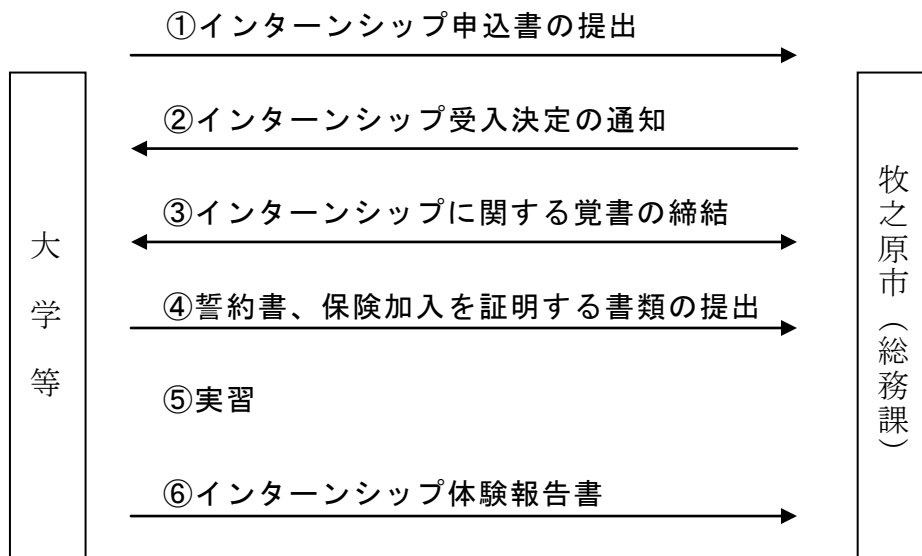 ①インターンシップ申込書の提出
②インターンシップ受入決定の通知
③インターンシップに関する覚書の締結
④誓約書、保険加入を証明する書類の提出
⑤実習
⑥インターンシップ体験報告書
大学等
牧之原市（総務課）